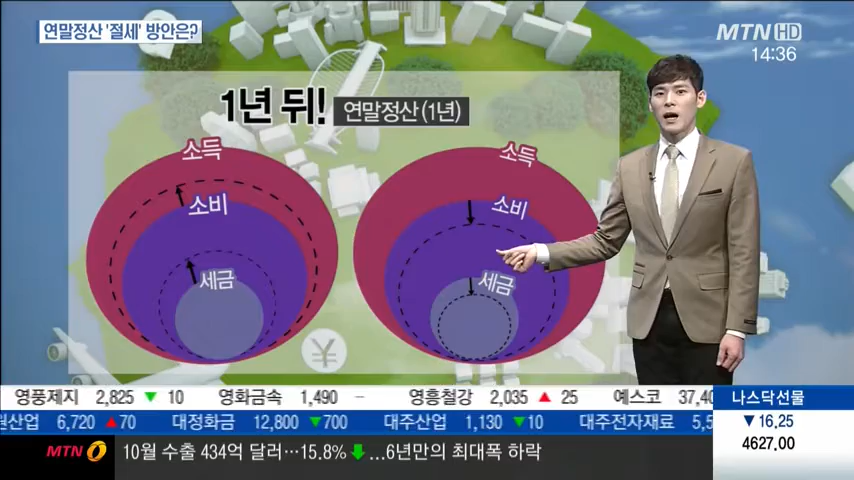 연말정산 '절세' 방안은?
MTN HD
14:36
1년 뒤! 연말정산(1년)
소득
소비
세금
소득
소비
세금
¥
영풍제지 2,825 ▼ 10 영화금속 1,490 – 영흥철강 2,035 ▲ 25 예스코 37,40
원산업 6,720 ▲70 대정화금 12,800 ▼700 대주산업 1,130 ▼10 대주전자재료 5,5
나스닥선물
▼16.25
4627.00
MTN
10월 수출 434억 달러…15.8%↓…6년만의 최대폭 하락